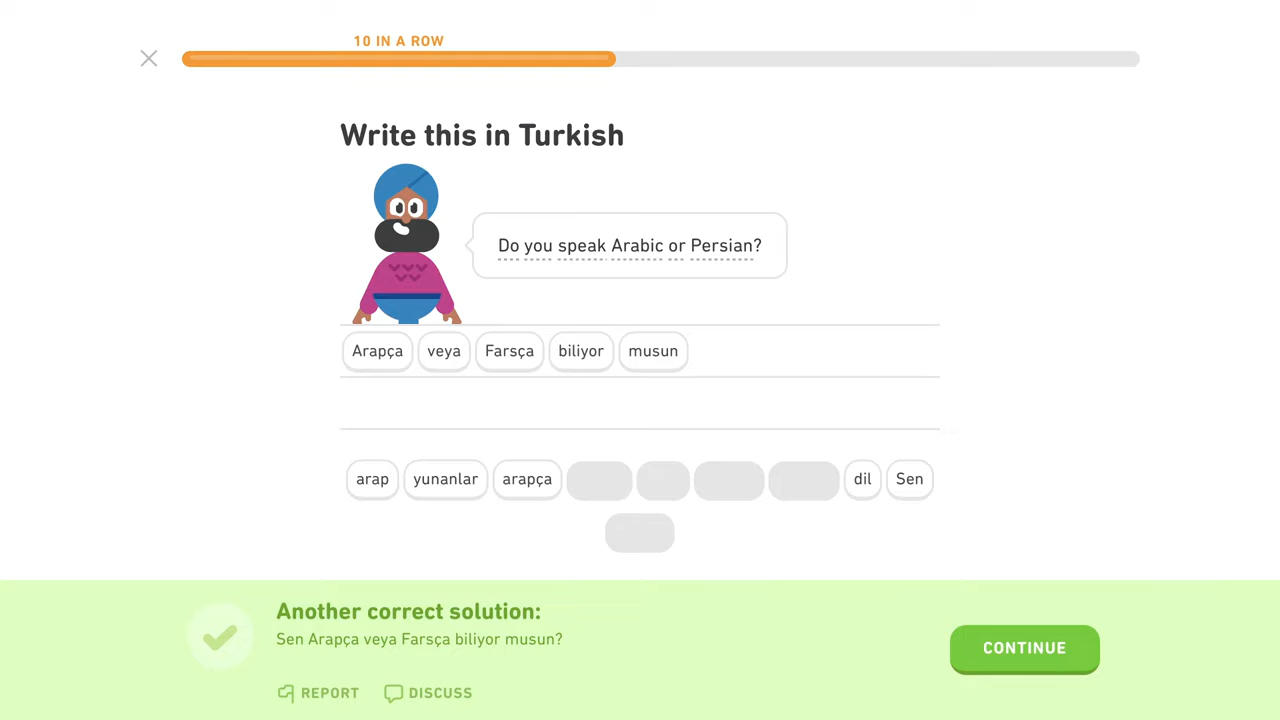 10 IN A ROW
Write this in Turkish
Do you speak Arabic or Persian?
Arapça veya Farsça biliyor musun
arap yunanlar arapça dil Sen
Another correct solution:
Sen Arapça veya Farsça biliyor musun?
CONTINUE
REPORT DISCUSS